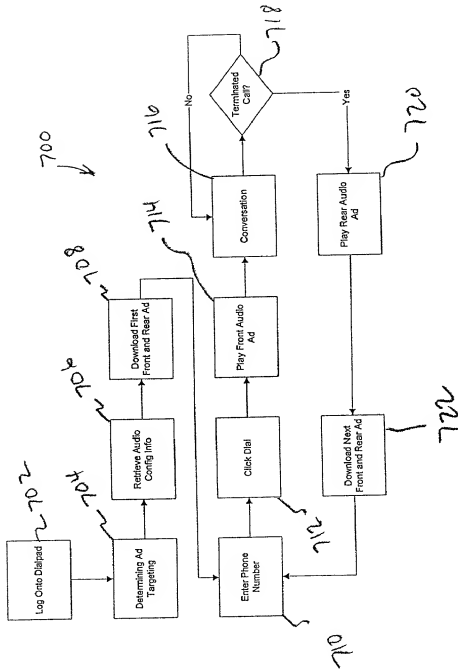 700
Log Onto Dialpad
702
Determining Ad
Targeting
704
Retrieve Audio
Config Info
706
Download First
Front and Rear Ad
708
Enter Phone
Number
710
Click Dial
712
Play Front Audio
Ad
714
Conversation
716
Terminated
Call?
718
No
Yes
Play Rear Audio
Ad
720
Download Next
Front and Rear Ad
722